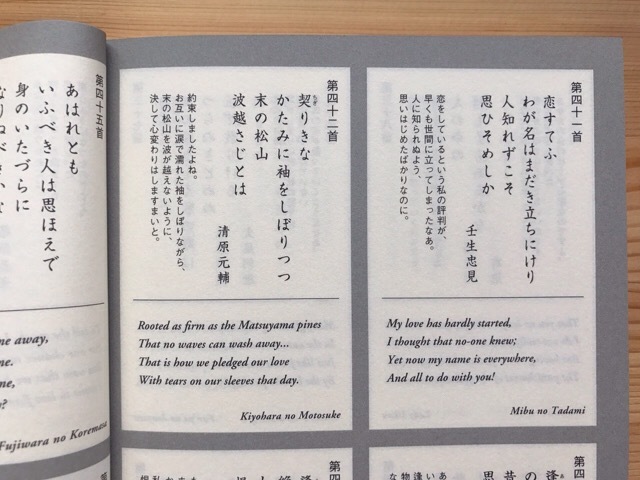 第四十一首
恋すてふ
わが名はまだき立ちにけり
人知れずこそ
思ひそめしか
壬生忠見
恋をしているという私の評判が、
早くも世間に立ってしまったなあ。
人に知られぬよう、
思いはじめたばかりなのに。
My love has hardly started,
I thought that no-one knew;
Yet now my name is everywhere,
And all to do with you!
Mibu no Tadami
第四十二首
契りきな
かたみに袖をしぼりつつ
末の松山
波越さじとは
清原元輔
約束しましたよね。
お互いに涙で濡れた袖をしぼりながら、
末の松山を波が越えないように、
決して心変わりはしますまいと。
Rooted as firm as the Matsuyama pines
That no waves can wash away...
That is how we pledged our love
With tears on our sleeves that day.
Kiyohara no Motosuke
第四十五首
あはれとも
いふべき人は思ほえで
身のいたづらに
なりぬべきかな
me away,
me.
me,
Fujiwara no Koremasa
第四